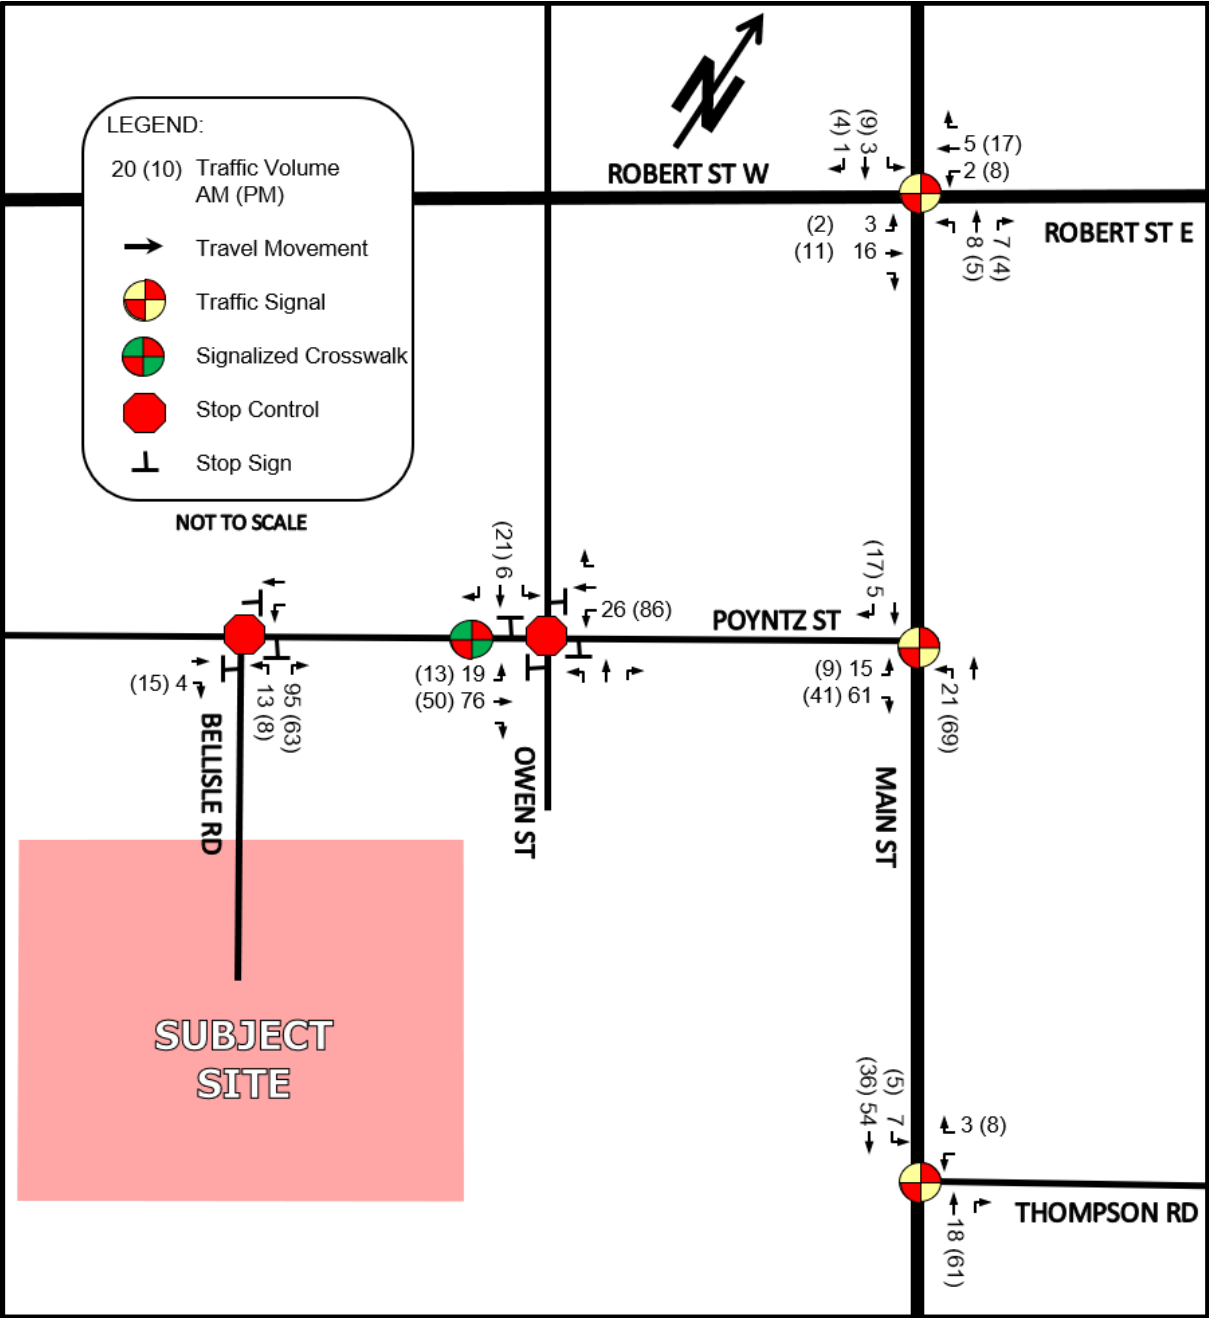 LEGEND:
20 (10) Traffic Volume
AM (PM)
Travel Movement
Traffic Signal
Signalized Crosswalk
Stop Control
Stop Sign
NOT TO SCALE
N
ROBERT ST W
(4) 1
(9) 3
5 (17)
2 (8)
(2) 3
(11) 16
8 (5)
7 (4)
ROBERT ST E
(21) 6
26 (86)
POYNTZ ST
(17) 5
(15) 4
13 (8)
95 (63)
(13) 19
(50) 76
(9) 15
(41) 61
21 (69)
BELLISLE RD
OWEN ST
MAIN ST
SUBJECT
SITE
(36) 54
(5) 7
3 (8)
18 (61)
THOMPSON RD